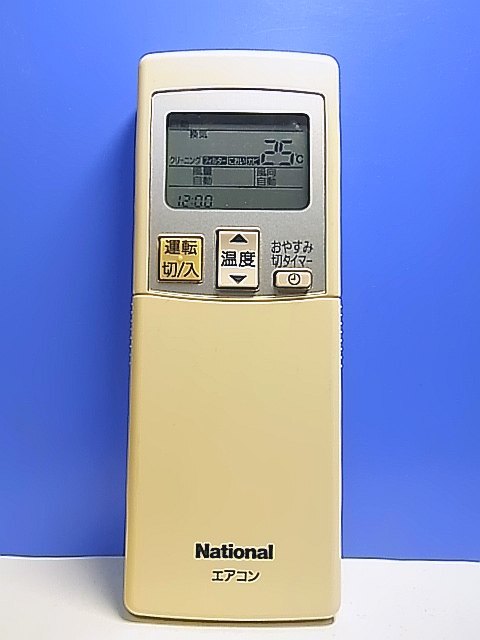 換気
25℃
クリーニング フィルター におい カビ
風量 風向
自動 自動
12:00
運転
切/入
温度
おやすみ
切タイマー
National
エアコン